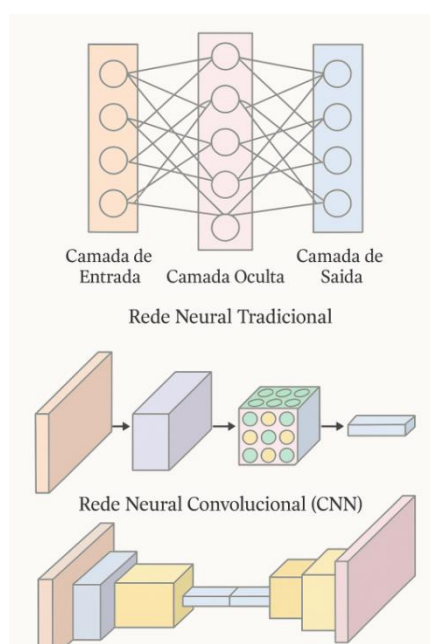 Camada de
Entrada
Camada Oculta
Camada de
Saida
Rede Neural Tradicional
Rede Neural Convolucional (CNN)